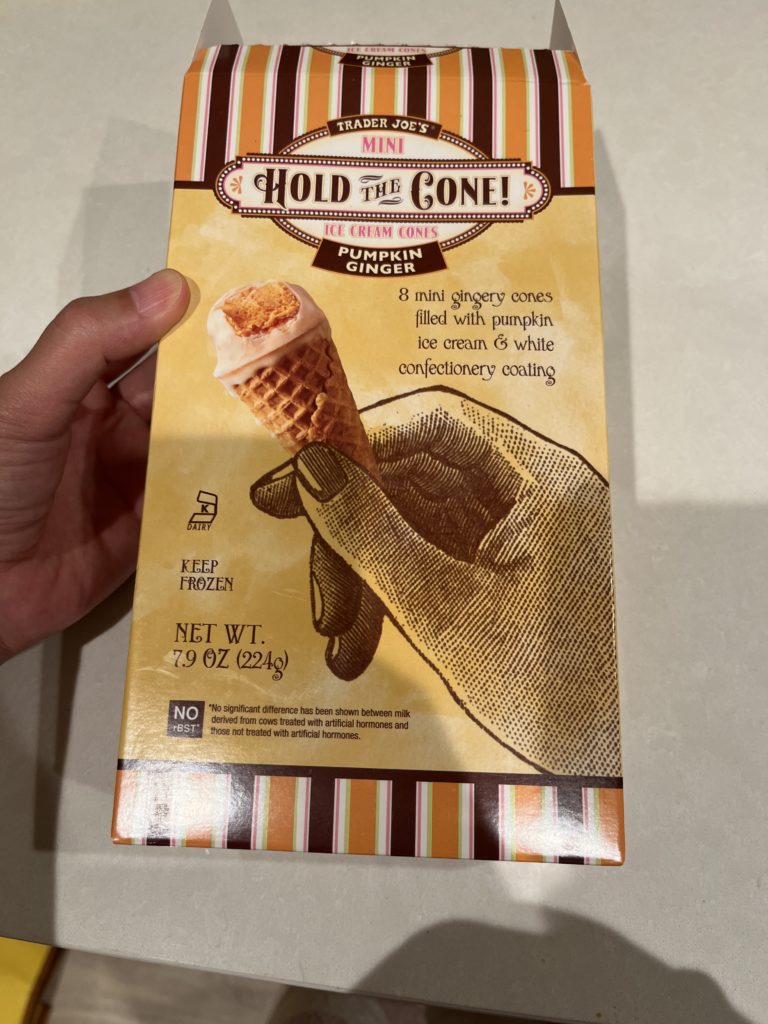 ICE CREAM CONES
PUMPKIN
GINGER
TRADER JOE'S®
MINI
HOLD THE CONE!
ICE CREAM CONES
PUMPKIN
GINGER
8 mini gingery cones
filled with pumpkin
ice cream & white
confectionery coating
K
DAIRY
KEEP
FROZEN
NET WT.
7.9 OZ (224g)
NO
rBST*
*No significant difference has been shown between milk
derived from cows treated with artificial hormones and
those not treated with artificial hormones.